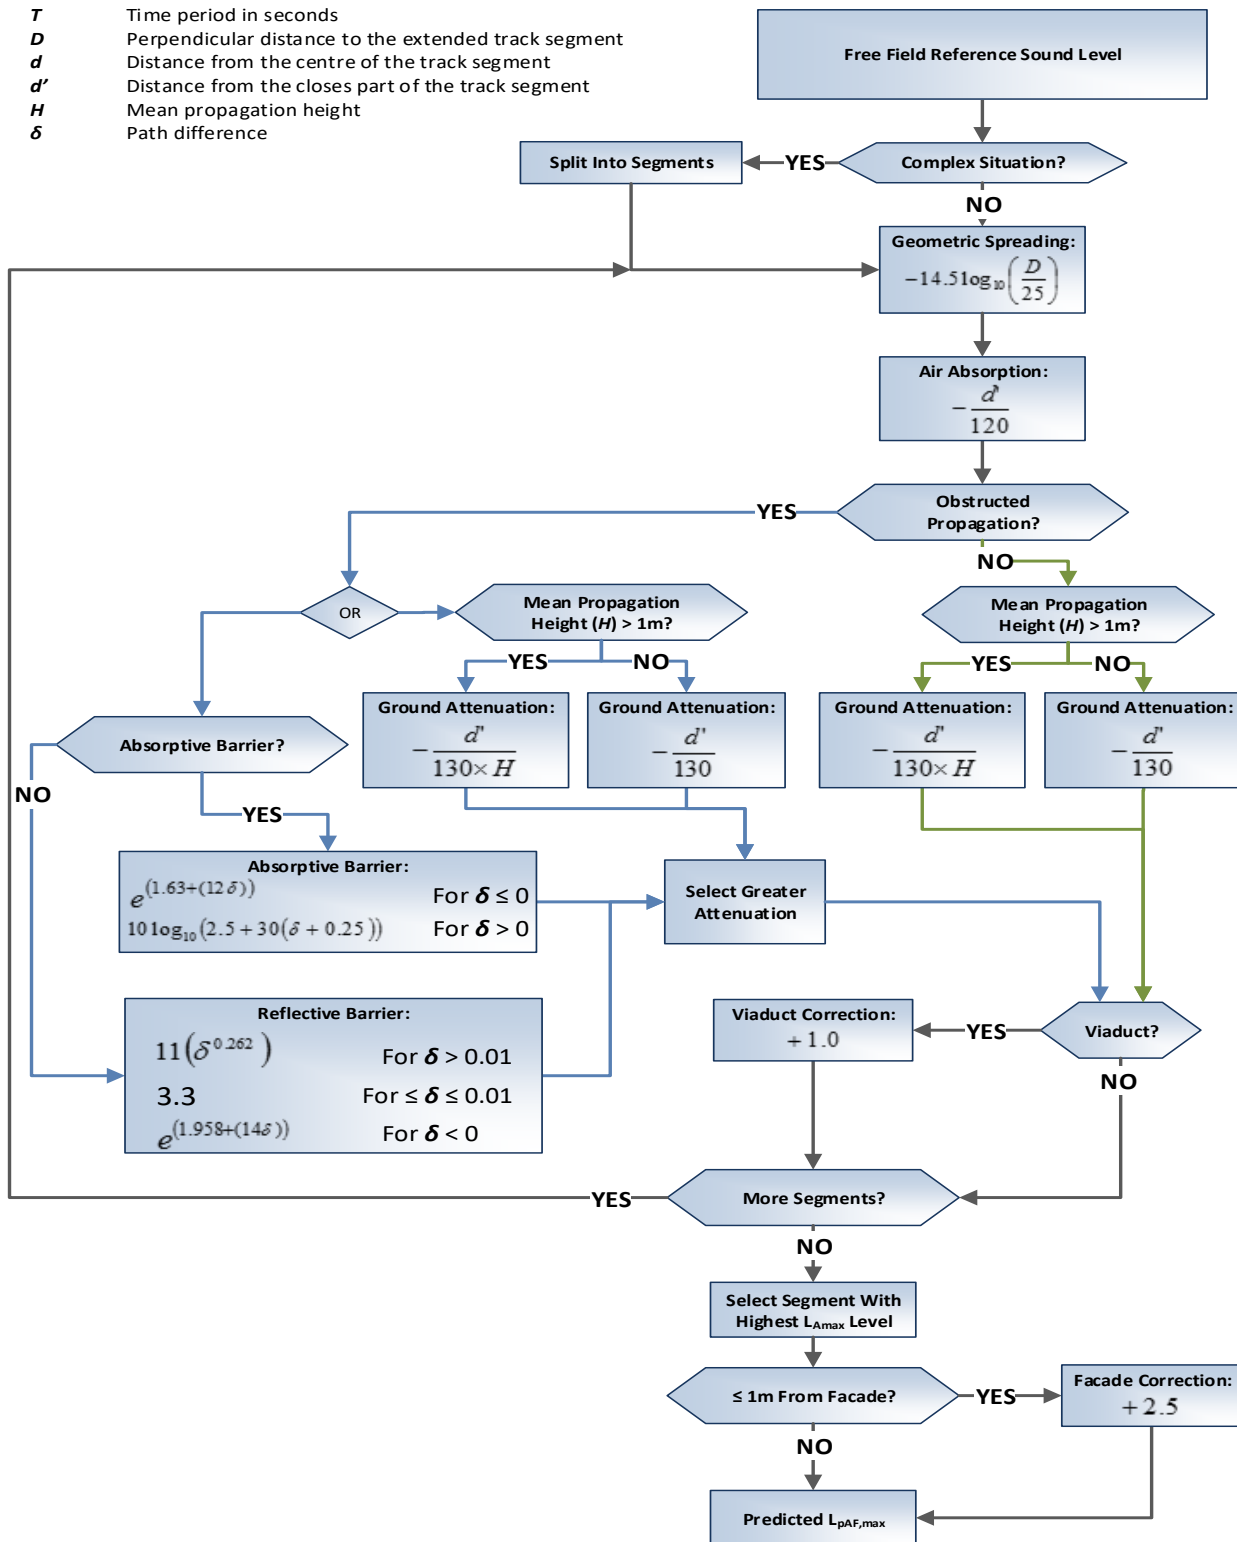 T Time period in seconds
D Perpendicular distance to the extended track segment
d Distance from the centre of the track segment
d' Distance from the closes part of the track segment
H Mean propagation height
δ Path difference
Free Field Reference Sound Level
Complex Situation?
YES
Split Into Segments
NO
Geometric Spreading:
−14.51og₁₀(D/25)
Air Absorption:
− d'/120
Obstructed
Propagation?
YES
NO
OR
Mean Propagation
Height (H) > 1m?
YES
NO
Ground Attenuation:
− d'/(130 × H)
Ground Attenuation:
− d'/130
Mean Propagation
Height (H) > 1m?
YES
NO
Ground Attenuation:
− d'/(130 × H)
Ground Attenuation:
− d'/130
Absorptive Barrier?
NO
YES
Absorptive Barrier:
e^(1.63+(12δ)) For δ ≤ 0
10log₁₀(2.5 + 30(δ + 0.25)) For δ > 0
Select Greater
Attenuation
Reflective Barrier:
11(δ^0.262) For δ > 0.01
3.3 For ≤ δ ≤ 0.01
e^(1.958+(14δ)) For δ < 0
Viaduct?
YES
Viaduct Correction:
+ 1.0
NO
More Segments?
YES
NO
Select Segment With
Highest LAmax Level
≤ 1m From Facade?
YES
Facade Correction:
+ 2.5
NO
Predicted LpAF,max